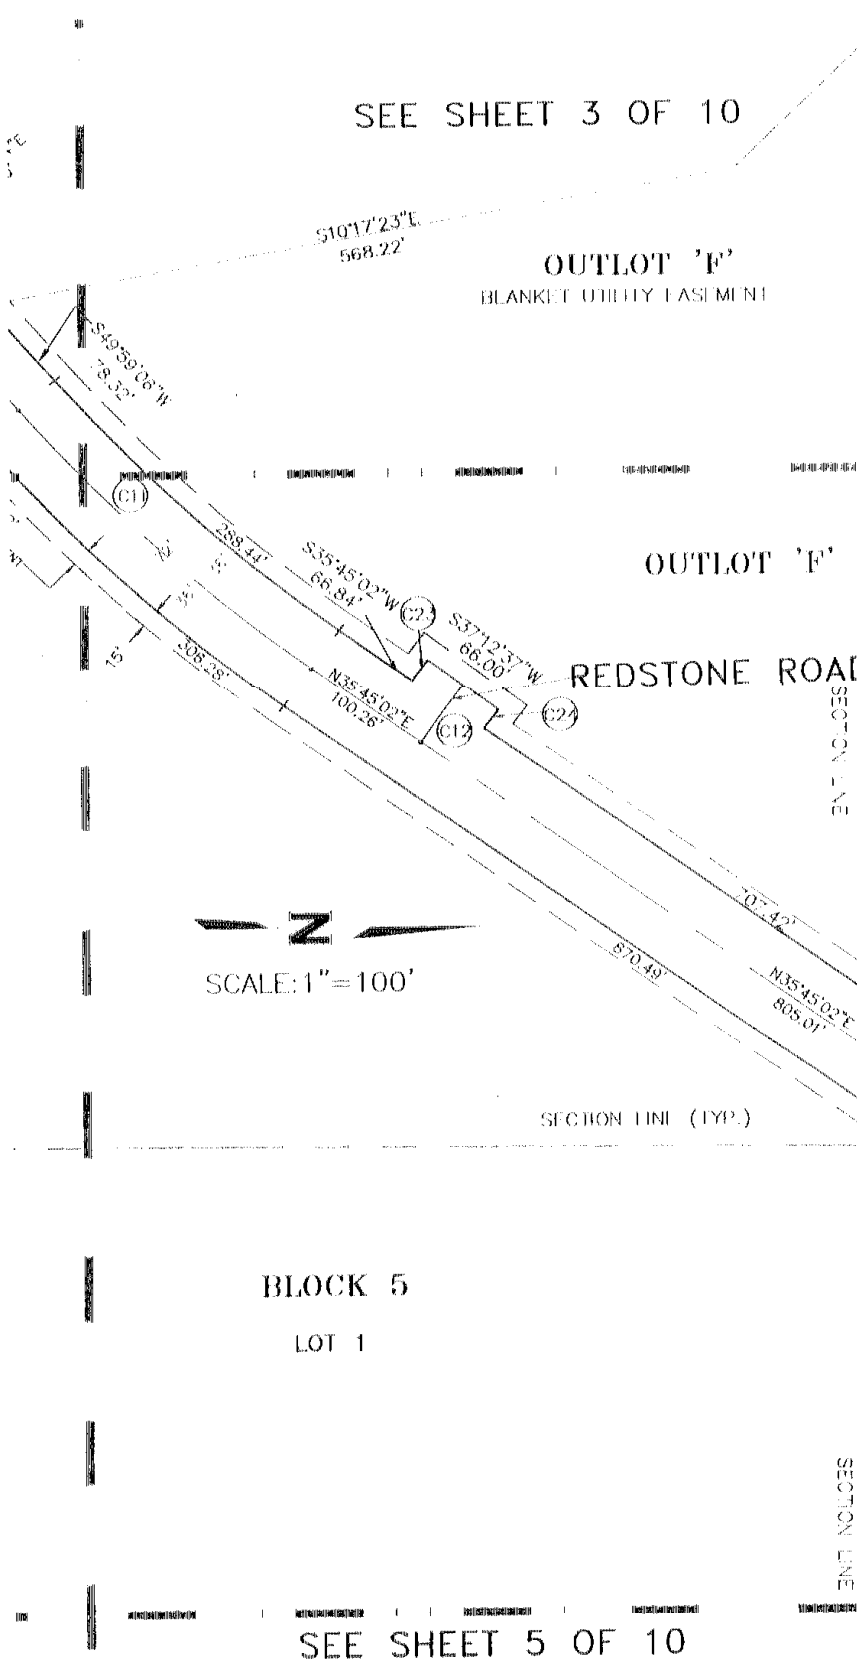 SEE SHEET 3 OF 10
S10°17'23"E
568.22'
OUTLOT 'F'
BLANKET UTILITY EASEMENT
S49°59'06"W
78.32'
C11
288.44'
S35°45'02"W
66.84'
S37°12'37"W
66.00'
OUTLOT 'F'
REDSTONE ROAD
SECTION LINE
36'
15'
306.28'
N35°45'02"E
100.26'
C12
C24
707.42'
870.49'
N35°45'02"E
805.01'
N
SCALE:1"=100'
SECTION LINE (TYP.)
BLOCK 5
LOT 1
SECTION LINE
SEE SHEET 5 OF 10